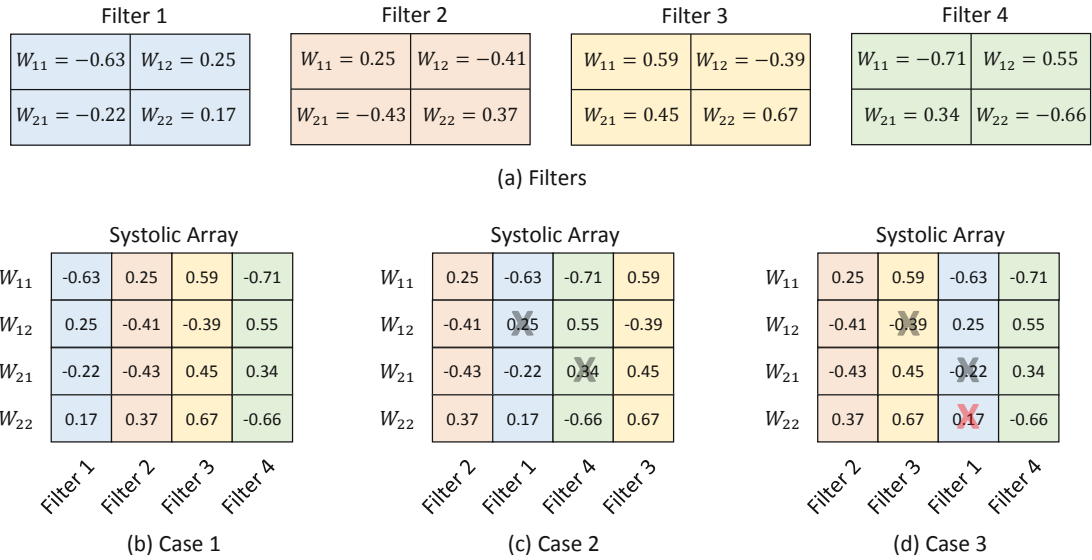 Filter 1 Filter 2 Filter 3 Filter 4
W₁₁ = −0.63 W₁₂ = 0.25 W₁₁ = 0.25 W₁₂ = −0.41 W₁₁ = 0.59 W₁₂ = −0.39 W₁₁ = −0.71 W₁₂ = 0.55
W₂₁ = −0.22 W₂₂ = 0.17 W₂₁ = −0.43 W₂₂ = 0.37 W₂₁ = 0.45 W₂₂ = 0.67 W₂₁ = 0.34 W₂₂ = −0.66
(a) Filters
Systolic Array
W₁₁ -0.63 0.25 0.59 -0.71
W₁₂ 0.25 -0.41 -0.39 0.55
W₂₁ -0.22 -0.43 0.45 0.34
W₂₂ 0.17 0.37 0.67 -0.66
Filter 1 Filter 2 Filter 3 Filter 4
(b) Case 1
Systolic Array
W₁₁ 0.25 -0.63 -0.71 0.59
W₁₂ -0.41 0.25 X 0.55 -0.39
W₂₁ -0.43 -0.22 0.34 X 0.45
W₂₂ 0.37 0.17 -0.66 0.67
Filter 2 Filter 1 Filter 4 Filter 3
(c) Case 2
Systolic Array
W₁₁ 0.25 0.59 -0.63 -0.71
W₁₂ -0.41 -0.39 X 0.25 0.55
W₂₁ -0.43 0.45 -0.22 X 0.34
W₂₂ 0.37 0.67 0.17 X -0.66
Filter 2 Filter 3 Filter 1 Filter 4
(d) Case 3